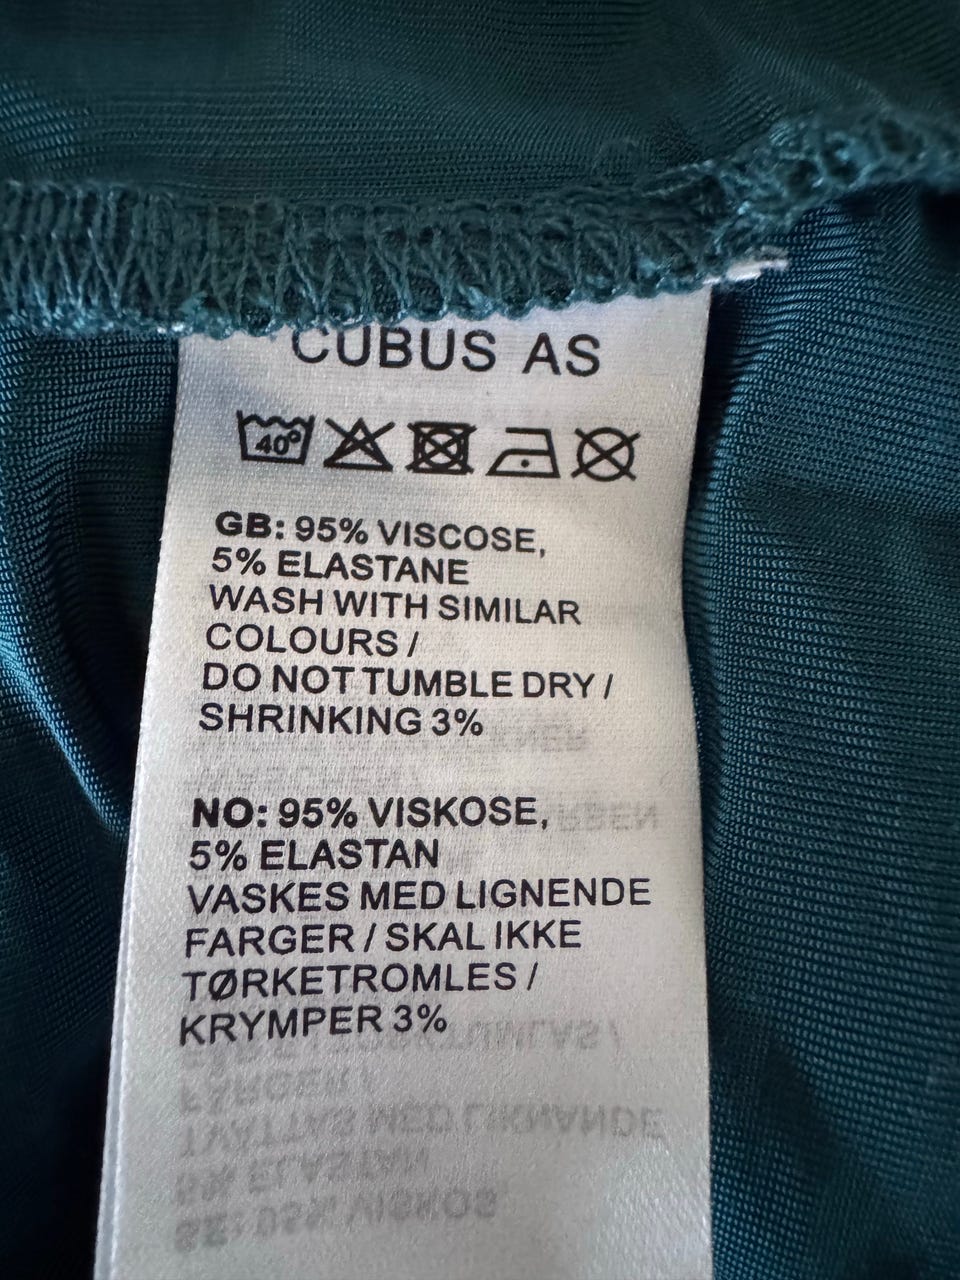 CUBUS AS
40°
GB: 95% VISCOSE,
5% ELASTANE
WASH WITH SIMILAR
COLOURS /
DO NOT TUMBLE DRY /
SHRINKING 3%
NO: 95% VISKOSE,
5% ELASTAN
VASKES MED LIGNENDE
FARGER / SKAL IKKE
TØRKETROMLES /
KRYMPER 3%